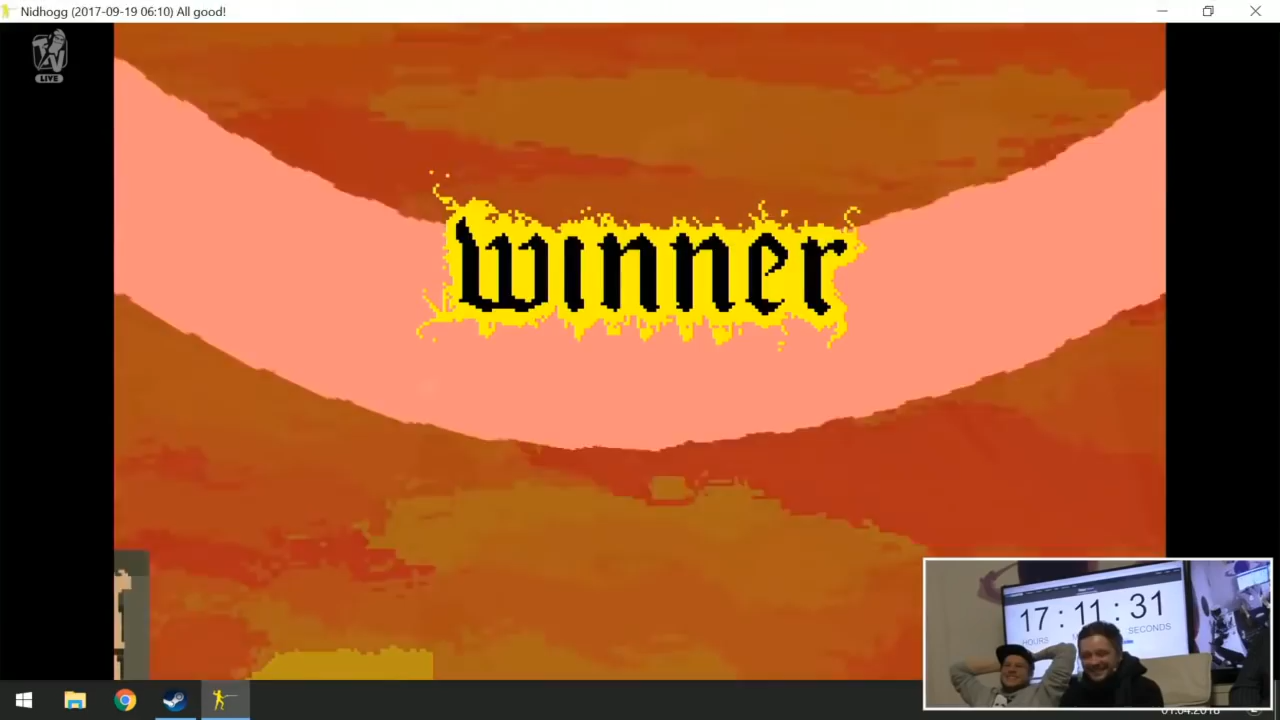 Nidhogg (2017-09-19 06:10) All good!
LIVE
winner
17 : 11 : 31
HOURS
SECONDS